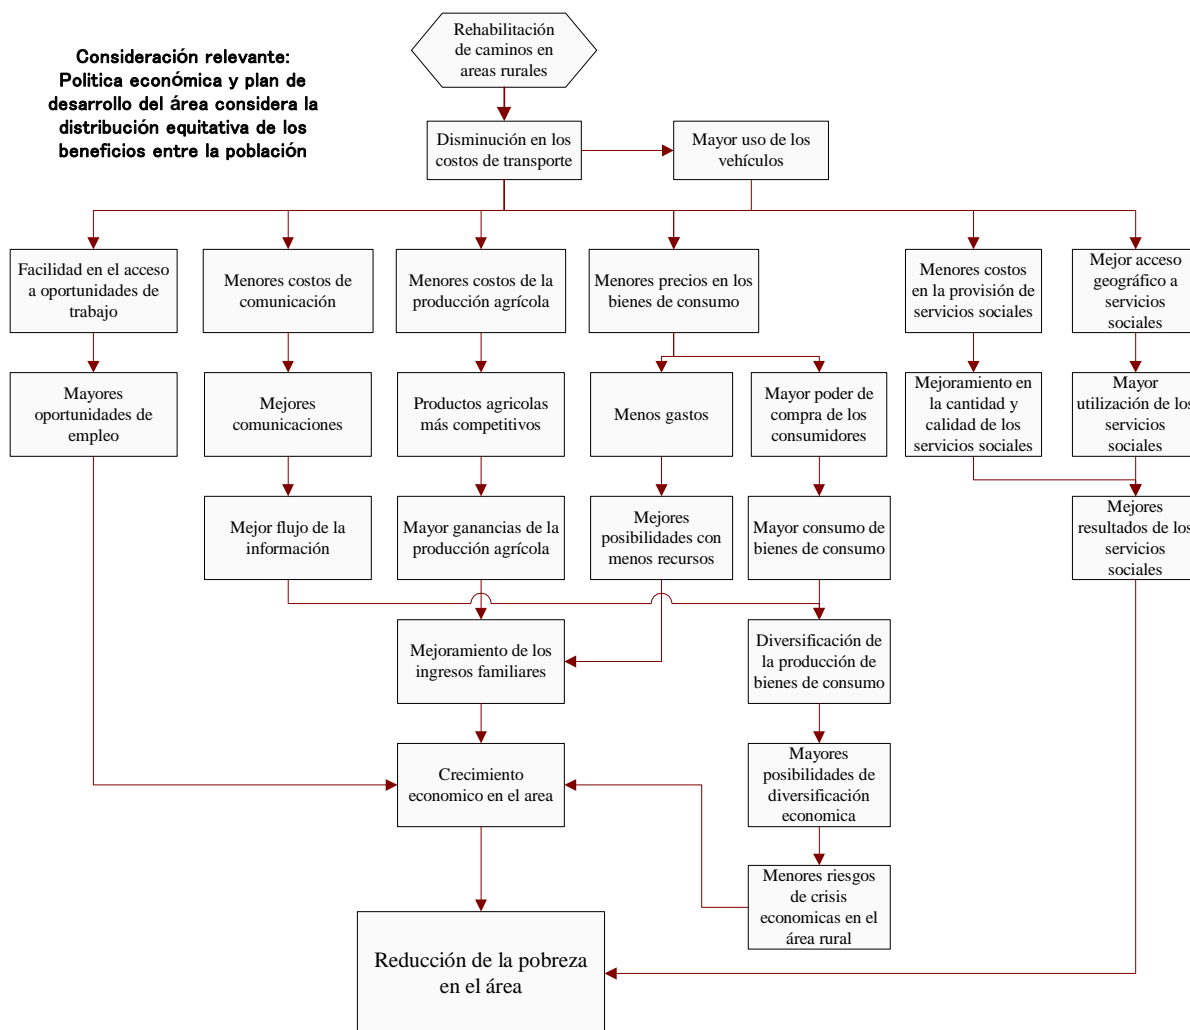 Consideración relevante:
Politica económica y plan de
desarrollo del área considera la
distribución equitativa de los
beneficios entre la población
Rehabilitación
de caminos en
areas rurales
Disminución en los
costos de transporte
Mayor uso de los
vehículos
Facilidad en el acceso
a oportunidades de
trabajo
Menores costos de
comunicación
Menores costos de la
producción agrícola
Menores precios en los
bienes de consumo
Menores costos
en la provisión de
servicios sociales
Mejor acceso
geográfico a
servicios
sociales
Mayores
oportunidades de
empleo
Mejores
comunicaciones
Productos agricolas
más competitivos
Menos gastos
Mayor poder de
compra de los
consumidores
Mejoramiento en
la cantidad y
calidad de los
servicios sociales
Mayor
utilización de los
servicios
sociales
Mejor flujo de la
información
Mayor ganancias de la
producción agrícola
Mejores
posibilidades con
menos recursos
Mayor consumo de
bienes de consumo
Mejores
resultados de los
servicios
sociales
Mejoramiento de los
ingresos familiares
Diversificación de
la producción de
bienes de consumo
Crecimiento
economico en el area
Mayores
posibilidades de
diversificación
economica
Menores riesgos
de crisis
economicas en el
área rural
Reducción de la pobreza
en el área